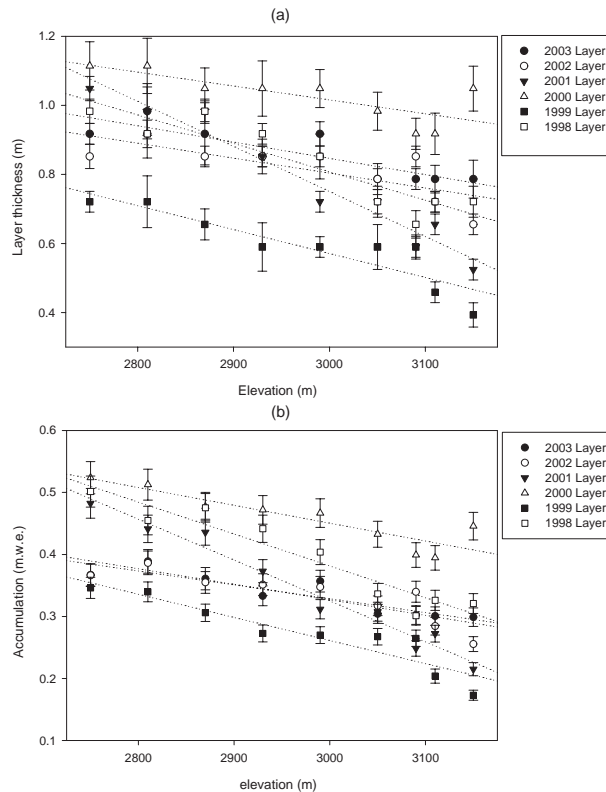 (a)
1.2
1.0
0.8
0.6
0.4
Layer thickness (m)
2800
2900
3000
3100
Elevation (m)
2003 Layer
2002 Layer
2001 Layer
2000 Layer
1999 Layer
1998 Layer
(b)
0.6
0.5
0.4
0.3
0.2
0.1
Accumulation (m.w.e.)
2800
2900
3000
3100
elevation (m)
2003 Layer
2002 Layer
2001 Layer
2000 Layer
1999 Layer
1998 Layer